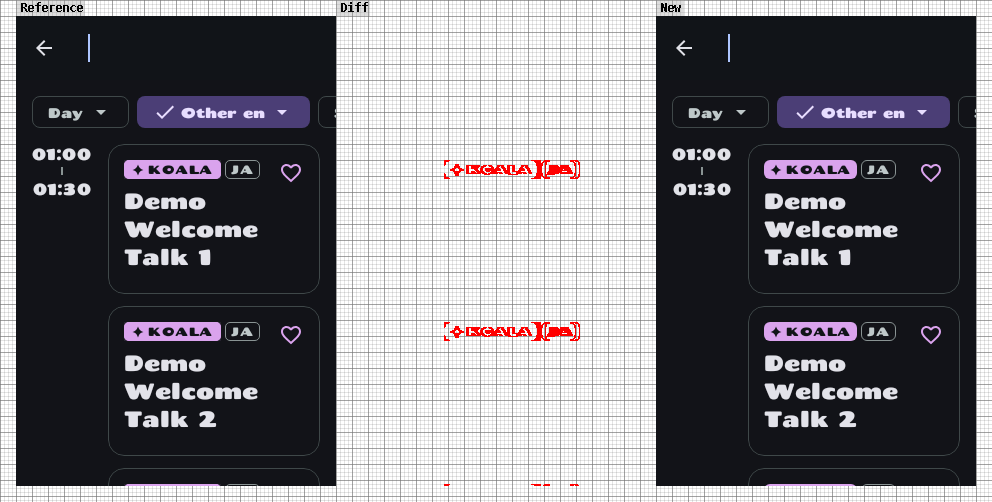 Reference Diff New
Day Other en
01:00
01:30
KOALA JA
Demo
Welcome
Talk 1
KOALA JA
Demo
Welcome
Talk 2
KOALA JA
KOALA JA
Day Other en
01:00
01:30
KOALA JA
Demo
Welcome
Talk 1
KOALA JA
Demo
Welcome
Talk 2